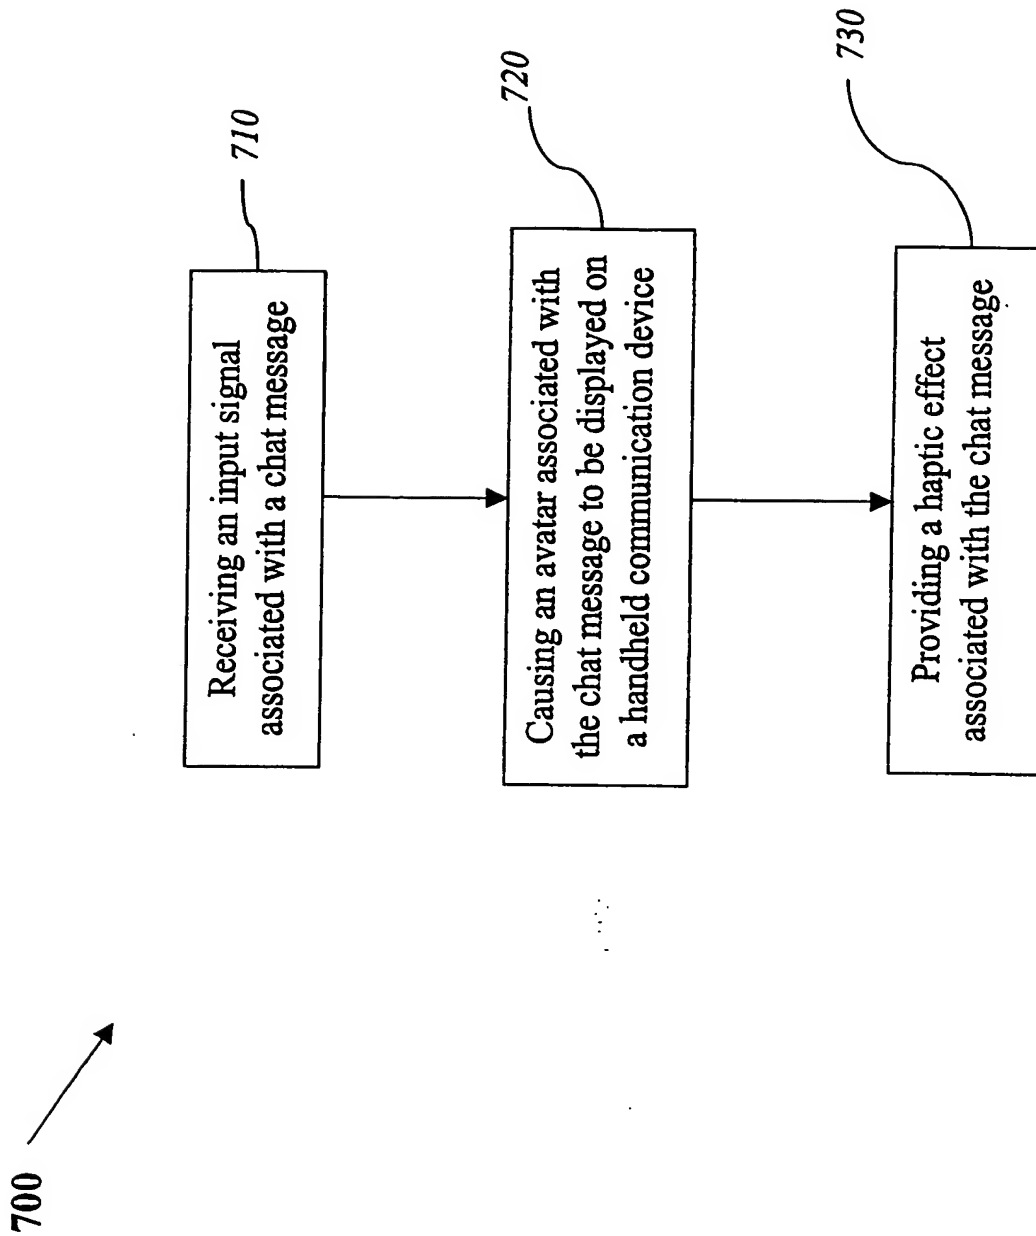 700
Receiving an input signal
associated with a chat message
710
Causing an avatar associated with
the chat message to be displayed on
a handheld communication device
720
Providing a haptic effect
associated with the chat message
730